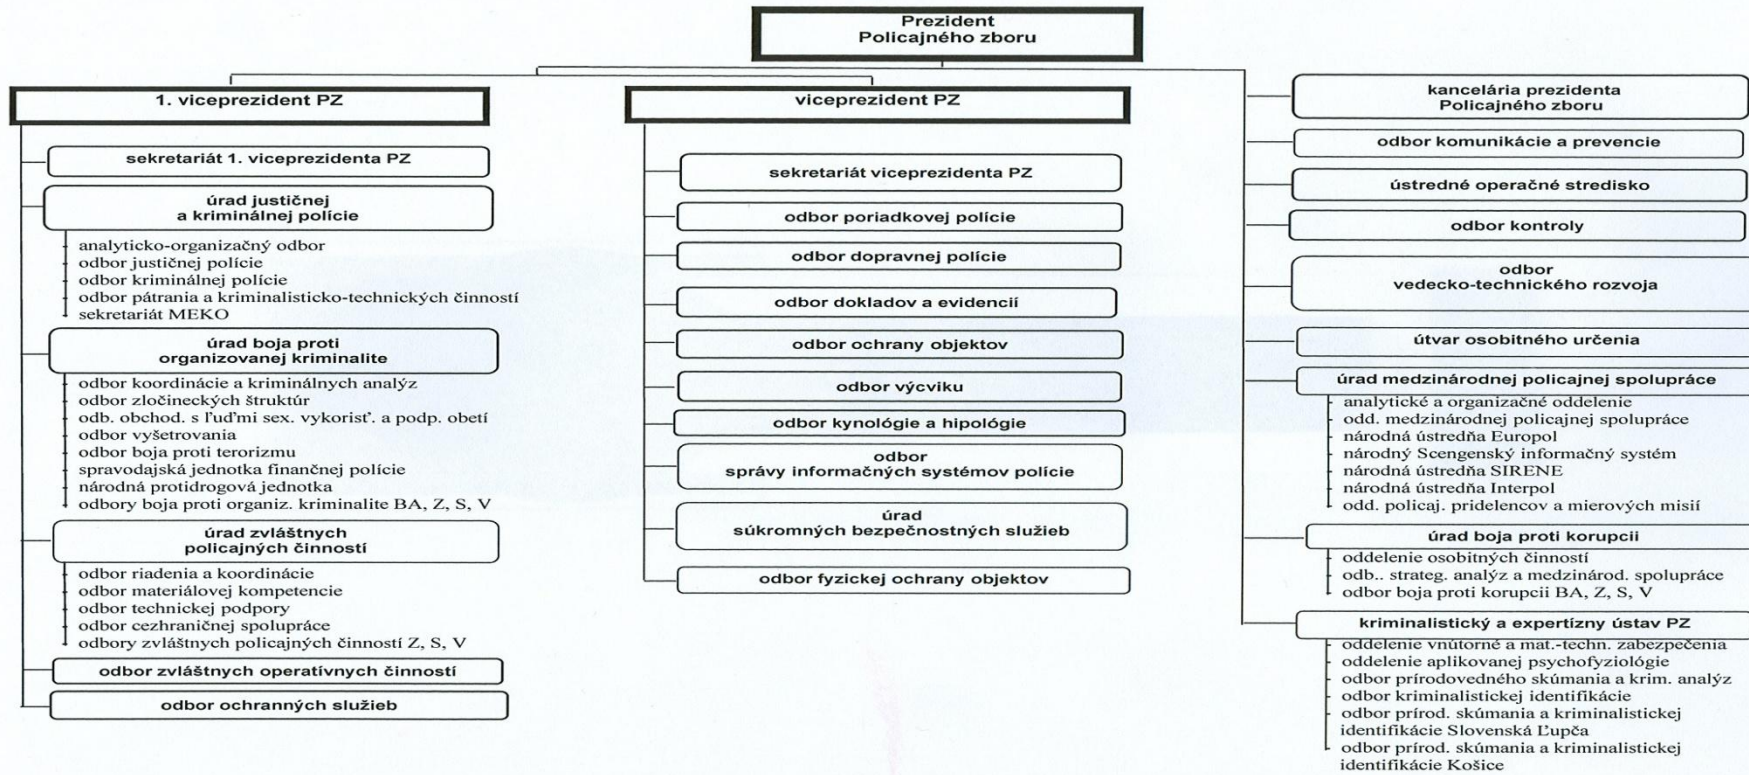 Prezident
Policajného zboru
1. viceprezident PZ
sekretariát 1. viceprezidenta PZ
úrad justičnej
a kriminálnej polície
analyticko-organizačný odbor
odbor justičnej polície
odbor kriminálnej polície
odbor pátrania a kriminalisticko-technických činností
sekretariát MEKO
úrad boja proti
organizovanej kriminalite
odbor koordinácie a kriminálnych analýz
odbor zločineckých štruktúr
odb. obchod. s ľuďmi sex. vykorisť. a podp. obetí
odbor vyšetrovania
odbor boja proti terorizmu
spravodajská jednotka finančnej polície
národná protidrogová jednotka
odbory boja proti organiz. kriminalite BA, Z, S, V
úrad zvláštnych
policajných činností
odbor riadenia a koordinácie
odbor materiálovej kompetencie
odbor technickej podpory
odbor cezhraničnej spolupráce
odbory zvláštnych policajných činností Z, S, V
odbor zvláštnych operatívnych činností
odbor ochranných služieb
viceprezident PZ
sekretariát viceprezidenta PZ
odbor poriadkovej polície
odbor dopravnej polície
odbor dokladov a evidencií
odbor ochrany objektov
odbor výcviku
odbor kynológie a hipológie
odbor
správy informačných systémov polície
úrad
súkromných bezpečnostných služieb
odbor fyzickej ochrany objektov
kancelária prezidenta
Policajného zboru
odbor komunikácie a prevencie
ústredné operačné stredisko
odbor kontroly
odbor
vedecko-technického rozvoja
útvar osobitného určenia
úrad medzinárodnej policajnej spolupráce
analytické a organizačné oddelenie
odd. medzinárodnej policajnej spolupráce
národná ústredňa Europol
národný Scengenský informačný systém
národná ústredňa SIRENE
národná ústredňa Interpol
odd. policaj. pridelencov a mierových misií
úrad boja proti korupcii
oddelenie osobitných činností
odb.. strateg. analýz a medzinárod. spolupráce
odbor boja proti korupcii BA, Z, S, V
kriminalistický a expertízny ústav PZ
oddelenie vnútorné a mat.-techn. zabezpečenia
oddelenie aplikovanej psychofyziológie
odbor prírodovedného skúmania a krim. analýz
odbor kriminalistickej identifikácie
odbor prírod. skúmania a kriminalistickej
identifikácie Slovenská Ľupča
odbor prírod. skúmania a kriminalistickej
identifikácie Košice